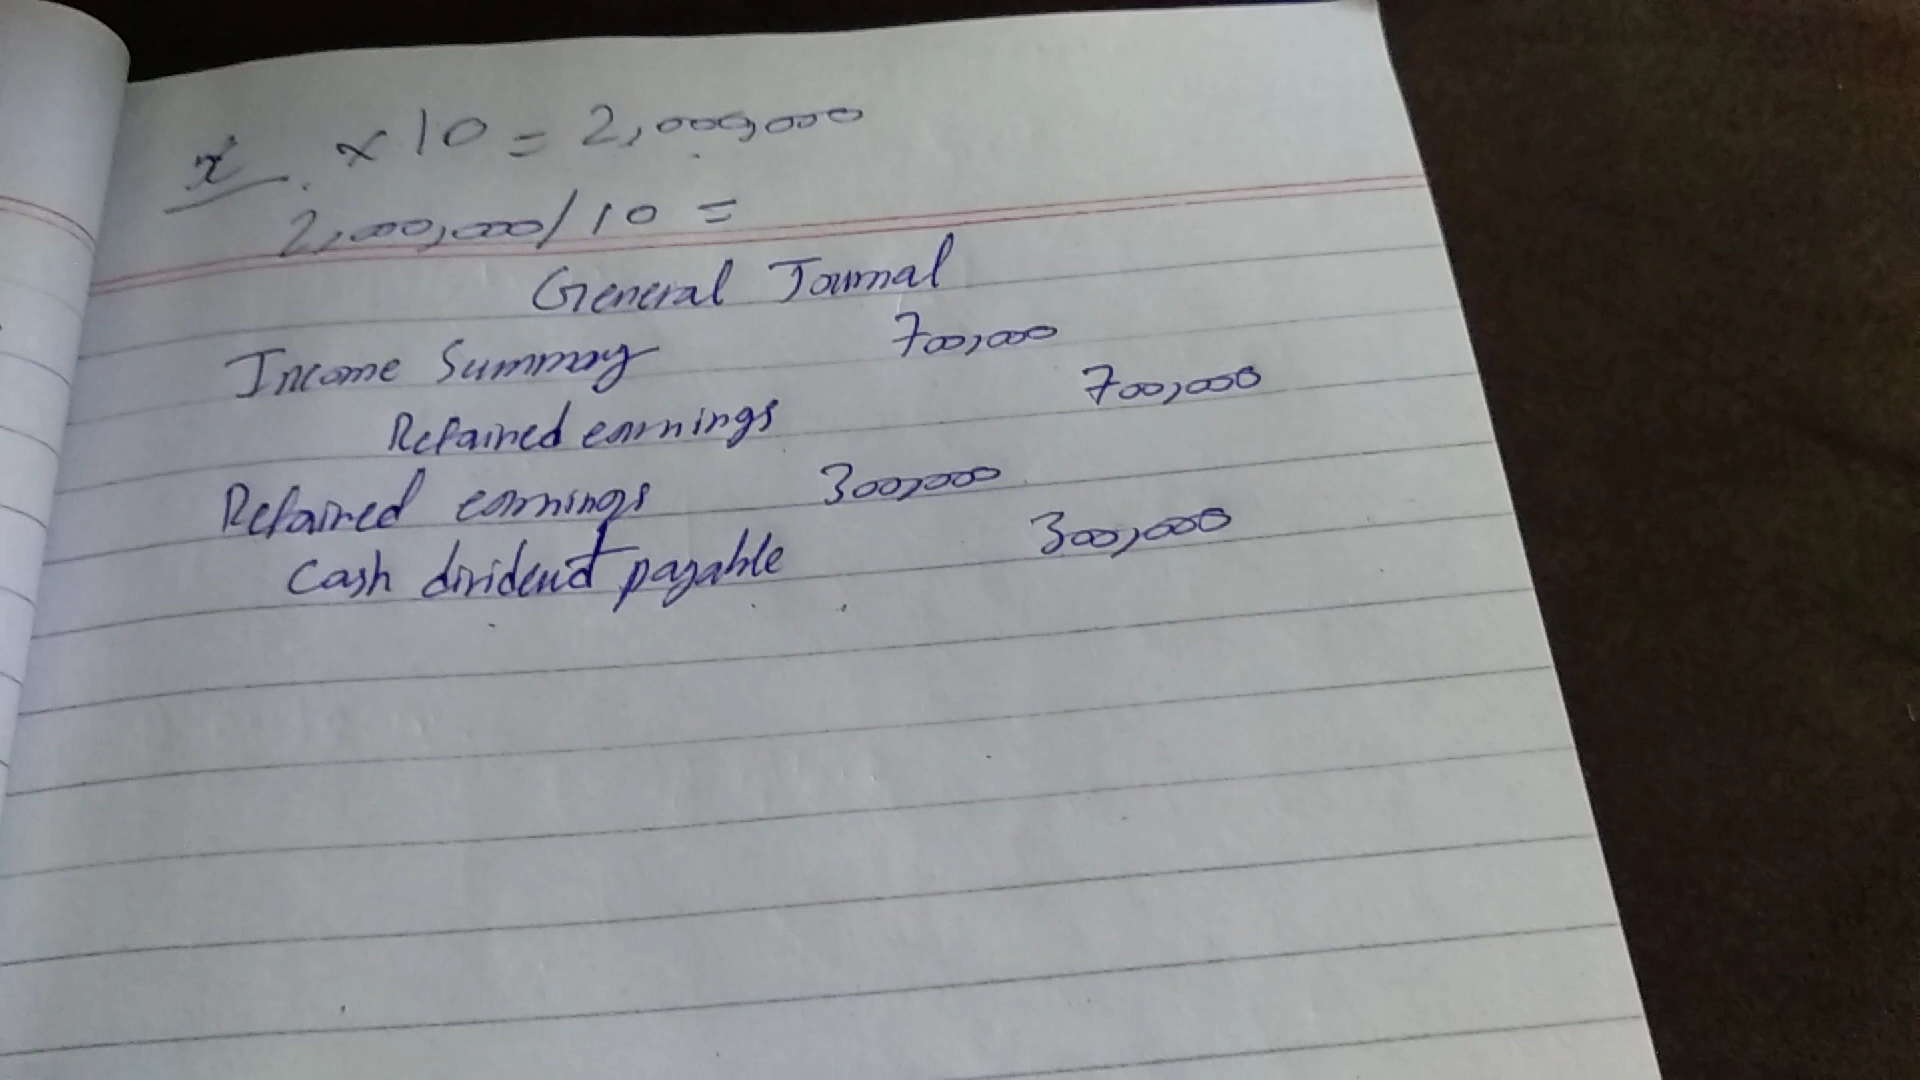 x × 10 = 2,000,000
2,000,000/10 =
General Journal
Income Summary 700,000
Retained earnings 700,000
Retained earnings 300,000
Cash dividend payable 300,000